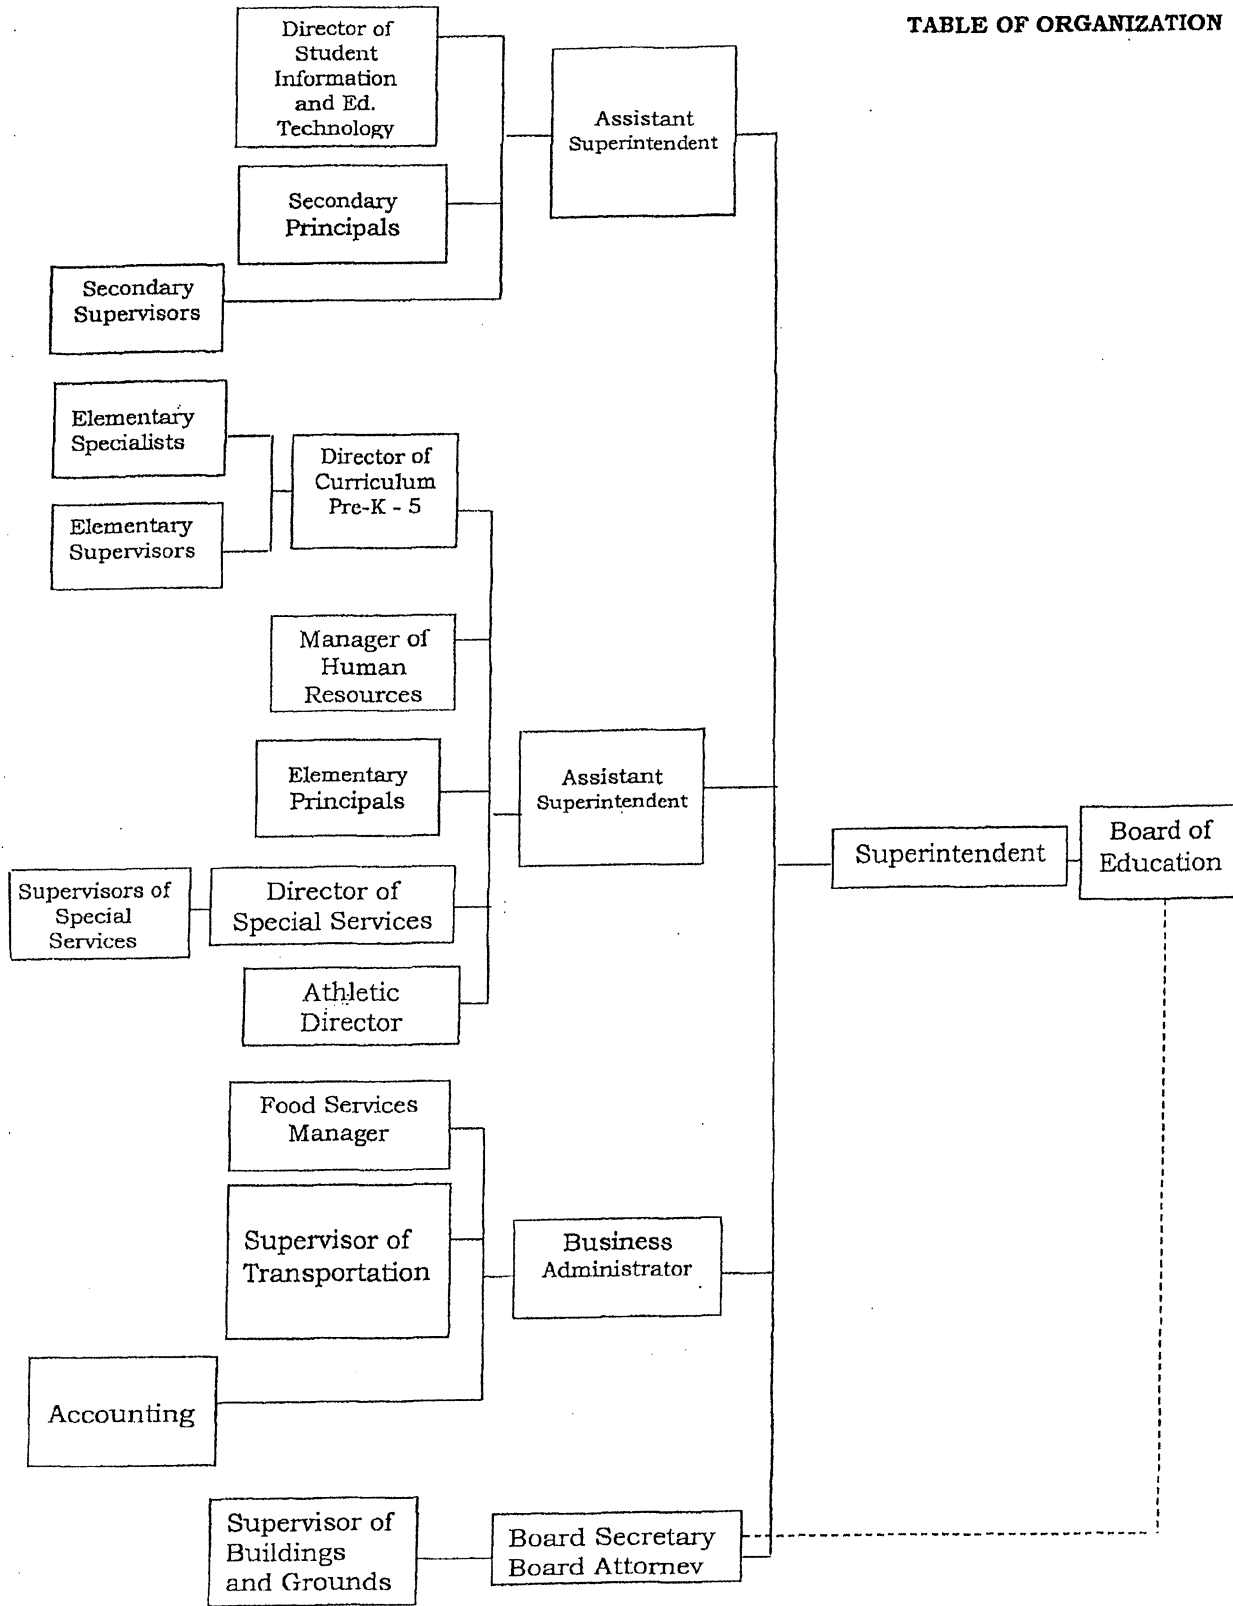 TABLE OF ORGANIZATION
Director of
Student
Information
and Ed.
Technology
Assistant
Superintendent
Secondary
Principals
Secondary
Supervisors
Elementary
Specialists
Director of
Curriculum
Pre-K - 5
Elementary
Supervisors
Manager of
Human
Resources
Elementary
Principals
Assistant
Superintendent
Superintendent
Board of
Education
Supervisors of
Special
Services
Director of
Special Services
Athletic
Director
Food Services
Manager
Supervisor of
Transportation
Business
Administrator
Accounting
Supervisor of
Buildings
and Grounds
Board Secretary
Board Attorney